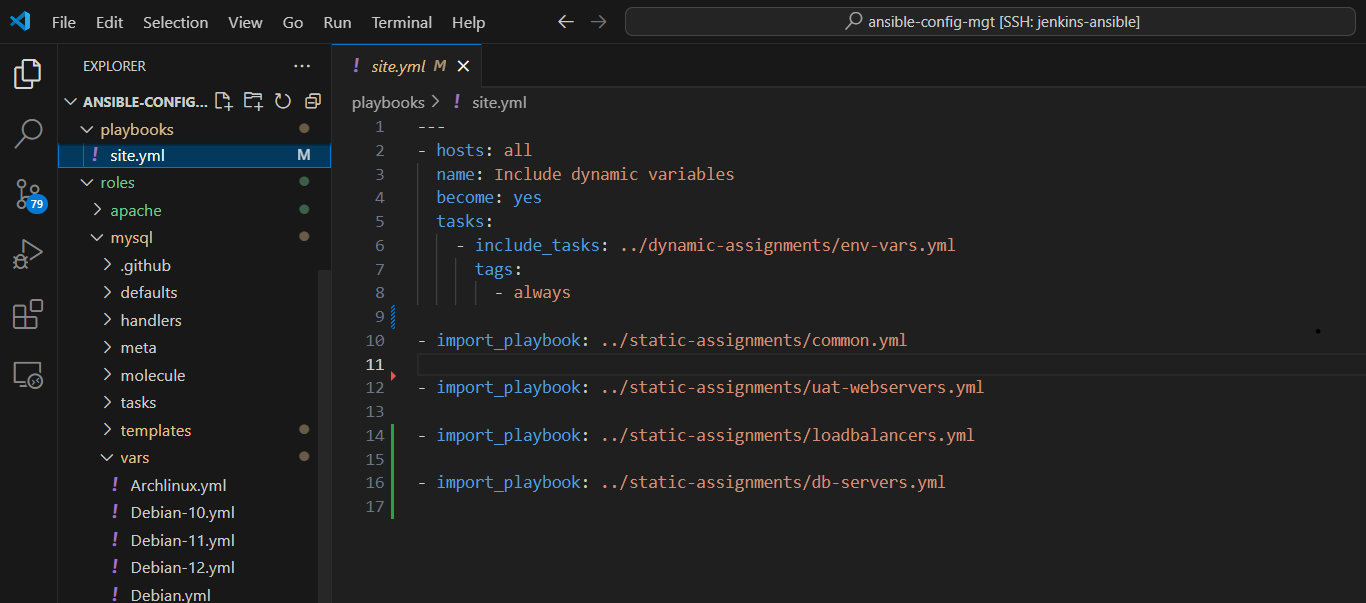 File Edit Selection View Go Run Terminal Help
ansible-config-mgt [SSH: jenkins-ansible]
EXPLORER
ANSIBLE-CONFIG...
playbooks
! site.yml M
roles
apache
mysql
.github
defaults
handlers
meta
molecule
tasks
templates
vars
! Archlinux.yml
! Debian-10.yml
! Debian-11.yml
! Debian-12.yml
! Debian.yml
79
! site.yml M
playbooks > ! site.yml
1 ---
2 - hosts: all
3 name: Include dynamic variables
4 become: yes
5 tasks:
6 - include_tasks: ../dynamic-assignments/env-vars.yml
7 tags:
8 - always
9
10 - import_playbook: ../static-assignments/common.yml
11
12 - import_playbook: ../static-assignments/uat-webservers.yml
13
14 - import_playbook: ../static-assignments/loadbalancers.yml
15
16 - import_playbook: ../static-assignments/db-servers.yml
17